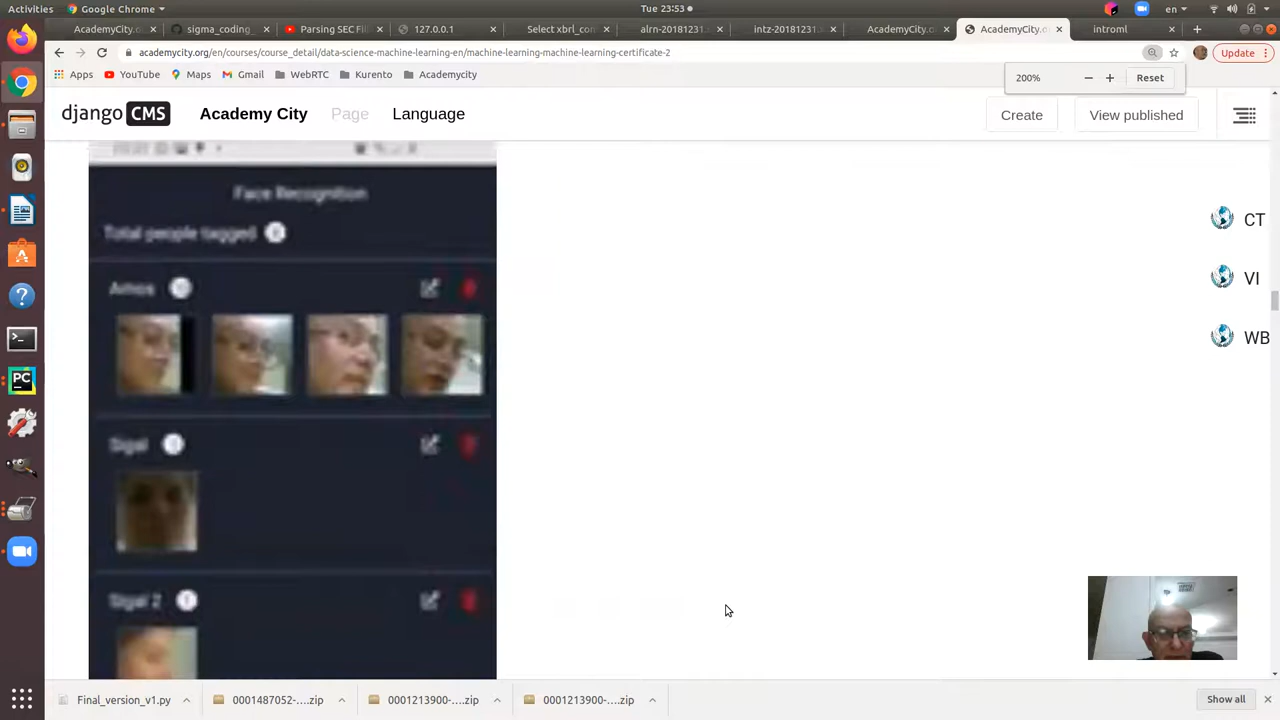 Activities
Google Chrome
Tue 23:53
en
AcademyCity.o
sigma_coding_
Parsing SEC Fili
127.0.0.1
Select xbrl_con
alrn-20181231.
intz-20181231.
AcademyCity.o
AcademyCity.o
introml
academycity.org/en/courses/course_detail/data-science-machine-learning-en/machine-learning-machine-learning-certificate-2
Update
Apps
YouTube
Maps
Gmail
WebRTC
Kurento
Academycity
200%
Reset
django CMS
Academy City
Page
Language
Create
View published
Face Recognition
Total people tagged
Amos
Sigal
Sigal 2
CT
VI
WB
Final_version_v1.py
0001487052-....zip
0001213900-....zip
0001213900-....zip
Show all